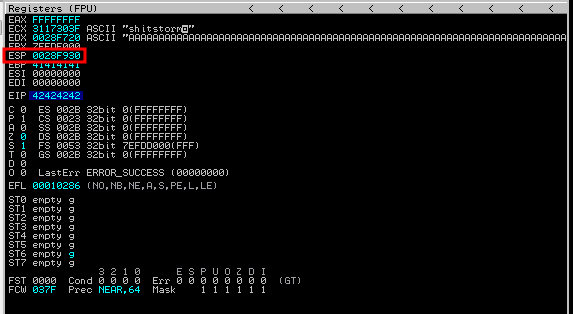 Registers (FPU) < < < < < < < < < <
EAX FFFFFFFF
ECX 3117303F ASCII "shitstorm
EDX 0028F720 ASCII "AAAAAAAAAAAAAAAAAAAAAAAAAAAAAAAAAAAAAAAAAAAAAAAAAAAAAAAAA
EBX 7EFDE000
ESP 0028F930
EBP 41414141
ESI 00000000
EDI 00000000
EIP 42424242
C 0 ES 002B 32bit 0(FFFFFFFF)
P 1 CS 0023 32bit 0(FFFFFFFF)
A 0 SS 002B 32bit 0(FFFFFFFF)
Z 0 DS 002B 32bit 0(FFFFFFFF)
S 1 FS 0053 32bit 7EFDD000(FFF)
T 0 GS 002B 32bit 0(FFFFFFFF)
D 0
O 0 LastErr ERROR_SUCCESS (00000000)
EFL 00010286 (NO,NB,NE,A,S,PE,L,LE)
ST0 empty g
ST1 empty g
ST2 empty g
ST3 empty g
ST4 empty g
ST5 empty g
ST6 empty g
ST7 empty g
3 2 1 0 E S P U O Z D I
FST 0000 Cond 0 0 0 0 Err 0 0 0 0 0 0 0 0 (GT)
FCW 037F Prec NEAR,64 Mask 1 1 1 1 1 1